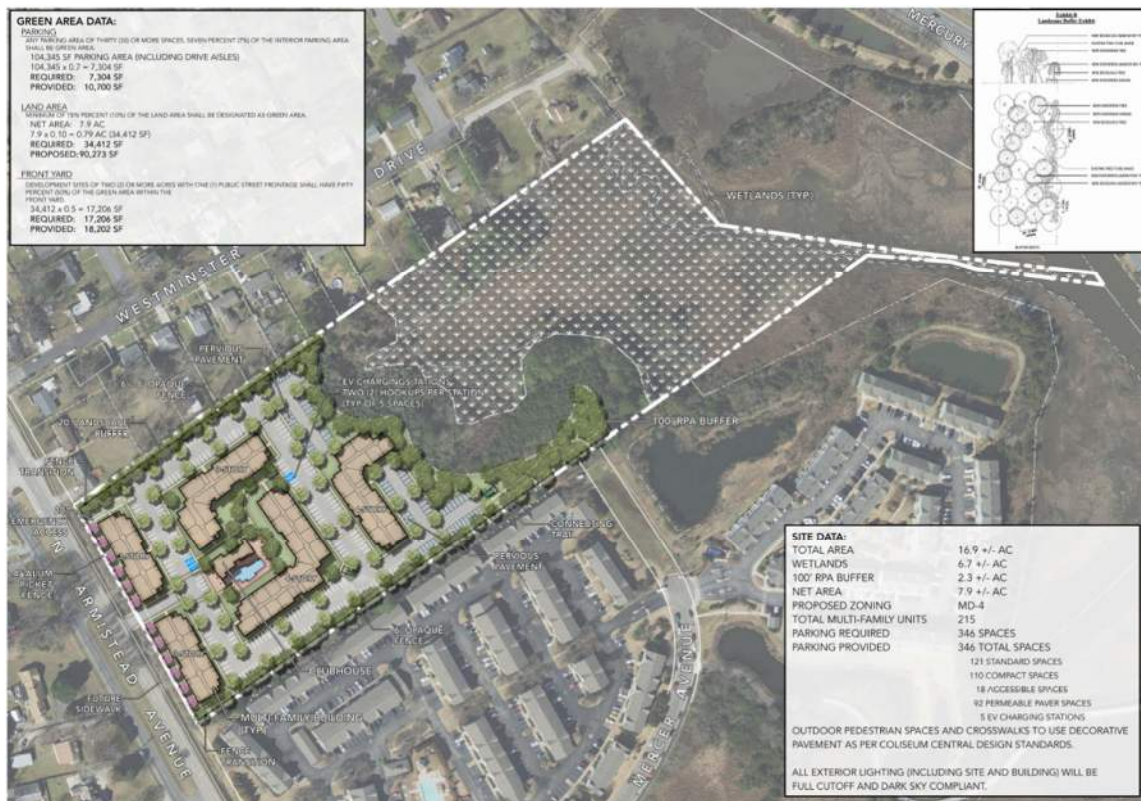 GREEN AREA DATA:
PARKING
ANY PARKING AREA OF THIRTY (30) OR MORE SPACES, SEVEN PERCENT (7%) OF THE INTERIOR PARKING AREA
SHALL BE GREEN AREA.
104,345 SF PARKING AREA (INCLUDING DRIVE AISLES)
104,345 x 0.7 = 7,304 SF
REQUIRED: 7,304 SF
PROVIDED: 10,700 SF
LAND AREA
MINIMUM OF TEN PERCENT (10%) OF THE LAND AREA SHALL BE DESIGNATED AS GREEN AREA.
NET AREA: 7.9 AC
7.9 x 0.10 = 0.79 AC (34,412 SF)
REQUIRED: 34,412 SF
PROPOSED: 90,273 SF
FRONT YARD
DEVELOPMENT SITES OF TWO (2) OR MORE ACRES WITH ONE (1) PUBLIC STREET FRONTAGE SHALL HAVE FIFTY
PERCENT (50%) OF THE GREEN AREA WITHIN THE
FRONT YARD.
34,412 x 0.5 = 17,206 SF
REQUIRED: 17,206 SF
PROVIDED: 18,202 SF
MERCURY
Landscape Buffer Exhibit
WESTMINSTER DRIVE
WETLANDS (TYP.)
PERVIOUS
PAVEMENT
OPAQUE
FENCE
EV CHARGING STATIONS
TWO (2) HOOKUPS PER STATION
(TYP OF 5 SPACES)
20' LANDSCAPE
BUFFER
100' RPA BUFFER
FENCE
TRANSITION
EMERGENCY
ACCESS
4' ALUM
PICKET
FENCE
3-STORY
4-STORY
CONNECTING
TRAIL
PERVIOUS
PAVEMENT
6' OPAQUE
FENCE
CLUBHOUSE
MULTI-FAMILY BUILDING
(TYP.)
FENCE
TRANSITION
FUTURE
SIDEWALK
N ARMISTEAD AVENUE
MERCER AVENUE
SITE DATA:
TOTAL AREA 16.9 +/- AC
WETLANDS 6.7 +/- AC
100' RPA BUFFER 2.3 +/- AC
NET AREA 7.9 +/- AC
PROPOSED ZONING MD-4
TOTAL MULTI-FAMILY UNITS 215
PARKING REQUIRED 346 SPACES
PARKING PROVIDED 346 TOTAL SPACES
121 STANDARD SPACES
110 COMPACT SPACES
18 ACCESSIBLE SPACES
92 PERMEABLE PAVER SPACES
5 EV CHARGING STATIONS
OUTDOOR PEDESTRIAN SPACES AND CROSSWALKS TO USE DECORATIVE
PAVEMENT AS PER COLISEUM CENTRAL DESIGN STANDARDS.
ALL EXTERIOR LIGHTING (INCLUDING SITE AND BUILDING) WILL BE
FULL CUTOFF AND DARK SKY COMPLIANT.